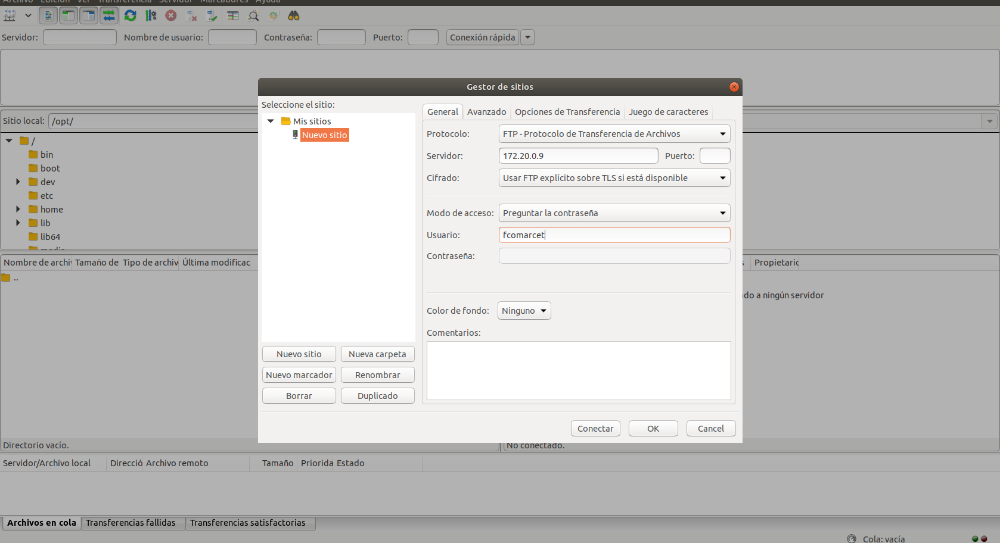 Archivo Edición Ver Transferencia Servidor Marcadores Ayuda
Servidor: Nombre de usuario: Contraseña: Puerto: Conexión rápida
Gestor de sitios
Seleccione el sitio:
Mis sitios
Nuevo sitio
General Avanzado Opciones de Transferencia Juego de caracteres
Protocolo: FTP - Protocolo de Transferencia de Archivos
Servidor: 172.20.0.9 Puerto:
Cifrado: Usar FTP explícito sobre TLS si está disponible
Modo de acceso: Preguntar la contraseña
Usuario: fcomarcet
Contraseña:
Color de fondo: Ninguno
Comentarios:
Nuevo sitio Nueva carpeta
Nuevo marcador Renombrar
Borrar Duplicado
Conectar OK Cancel
Sitio local: /opt/
/
bin
boot
dev
etc
home
lib
lib64
media
Nombre de archiv Tamaño de Tipo de archiv Última modificac
..
s Propietaric
do a ningún servidor
Directorio vacío.
No conectado.
Servidor/Archivo local Direcció Archivo remoto Tamaño Priorida Estado
Archivos en cola Transferencias fallidas Transferencias satisfactorias
Cola: vacía